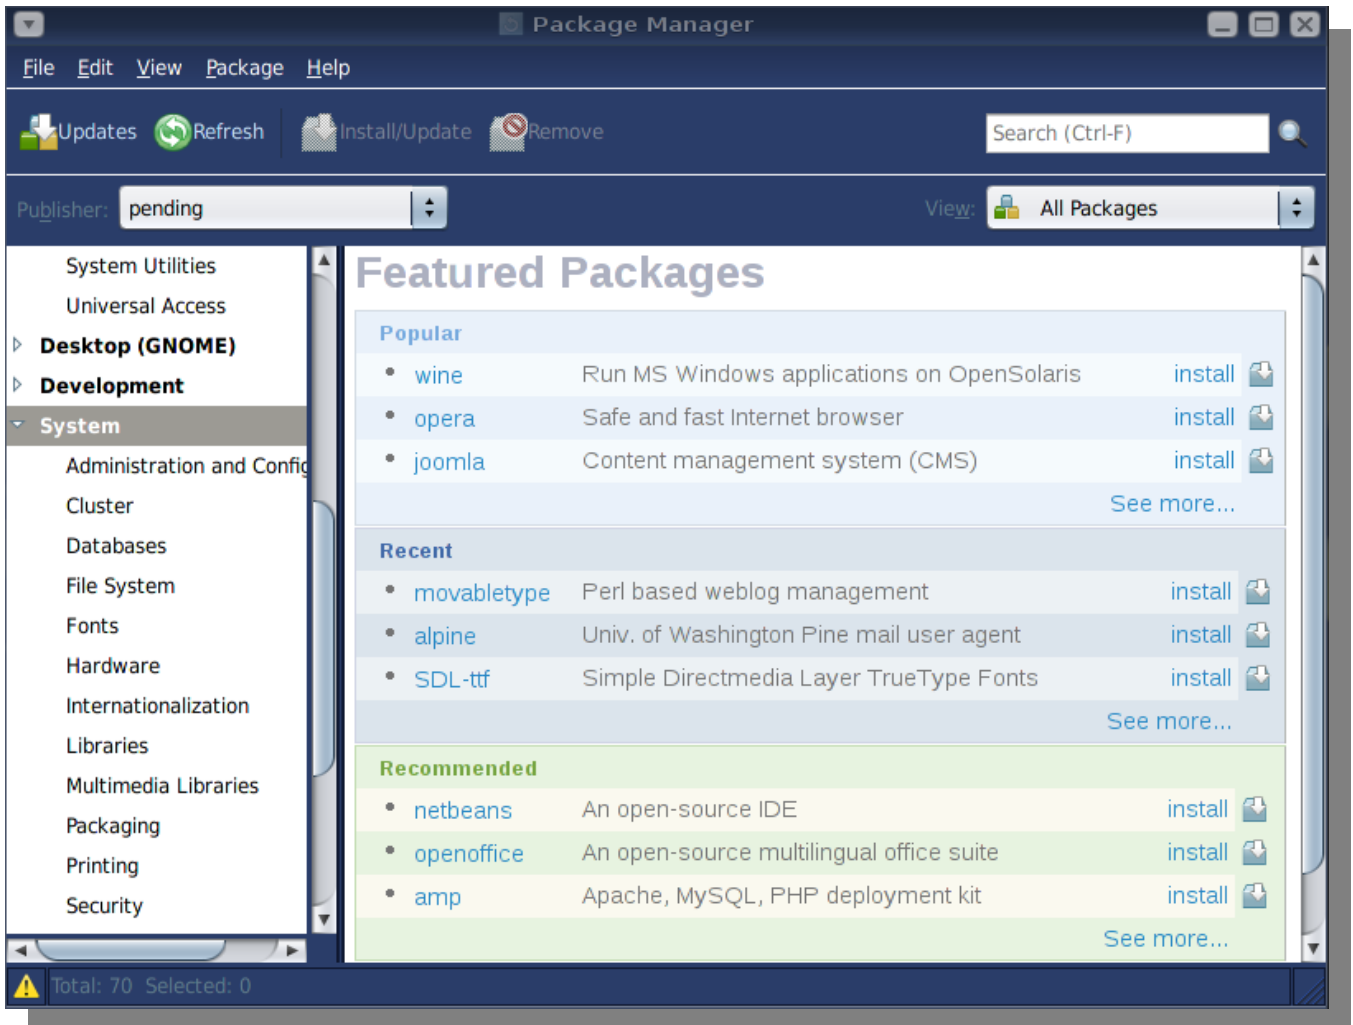 Package Manager
File Edit View Package Help
Updates Refresh Install/Update Remove Search (Ctrl-F)
Publisher: pending View: All Packages
System Utilities
Universal Access
Desktop (GNOME)
Development
System
Administration and Config
Cluster
Databases
File System
Fonts
Hardware
Internationalization
Libraries
Multimedia Libraries
Packaging
Printing
Security
Featured Packages
Popular
• wine Run MS Windows applications on OpenSolaris install
• opera Safe and fast Internet browser install
• joomla Content management system (CMS) install
See more...
Recent
• movabletype Perl based weblog management install
• alpine Univ. of Washington Pine mail user agent install
• SDL-ttf Simple Directmedia Layer TrueType Fonts install
See more...
Recommended
• netbeans An open-source IDE install
• openoffice An open-source multilingual office suite install
• amp Apache, MySQL, PHP deployment kit install
See more...
Total: 70 Selected: 0